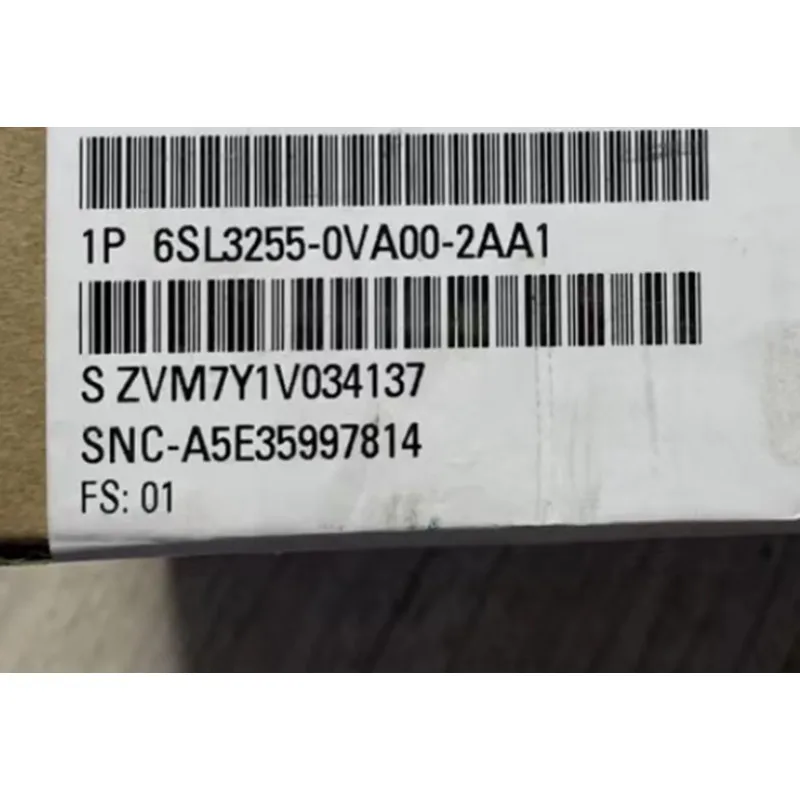 1P 6SL3255-0VA00-2AA1
S ZVM7Y1V034137
SNC-A5E35997814
FS: 01